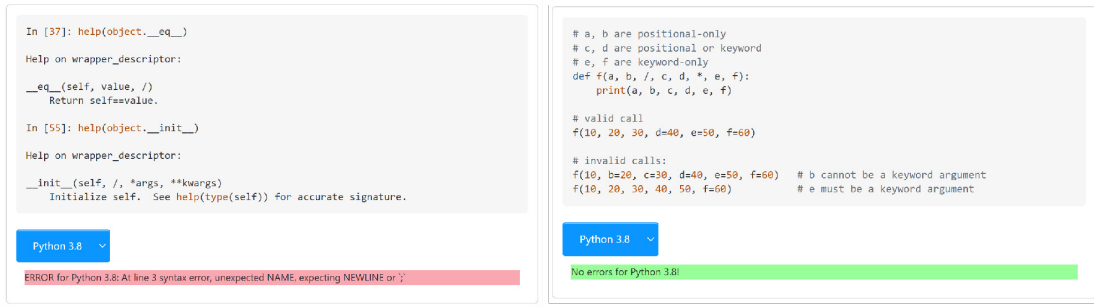 In [37]: help(object.__eq__)
Help on wrapper_descriptor:
__eq__(self, value, /)
    Return self==value.
In [55]: help(object.__init__)
Help on wrapper_descriptor:
__init__(self, /, *args, **kwargs)
    Initialize self.  See help(type(self)) for accurate signature.
Python 3.8
ERROR for Python 3.8: At line 3 syntax error, unexpected NAME, expecting NEWLINE or ';'
# a, b are positional-only
# c, d are positional or keyword
# e, f are keyword-only
def f(a, b, /, c, d, *, e, f):
    print(a, b, c, d, e, f)
# valid call
f(10, 20, 30, d=40, e=50, f=60)
# invalid calls:
f(10, b=20, c=30, d=40, e=50, f=60)   # b cannot be a keyword argument
f(10, 20, 30, 40, 50, f=60)           # e must be a keyword argument
Python 3.8
No errors for Python 3.8!